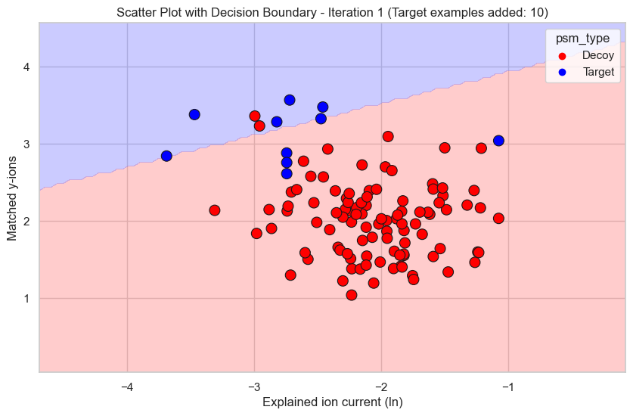 Scatter Plot with Decision Boundary - Iteration 1 (Target examples added: 10)
psm_type
Decoy
Target
4
3
2
1
Matched y-ions
−4
−3
−2
−1
Explained ion current (ln)